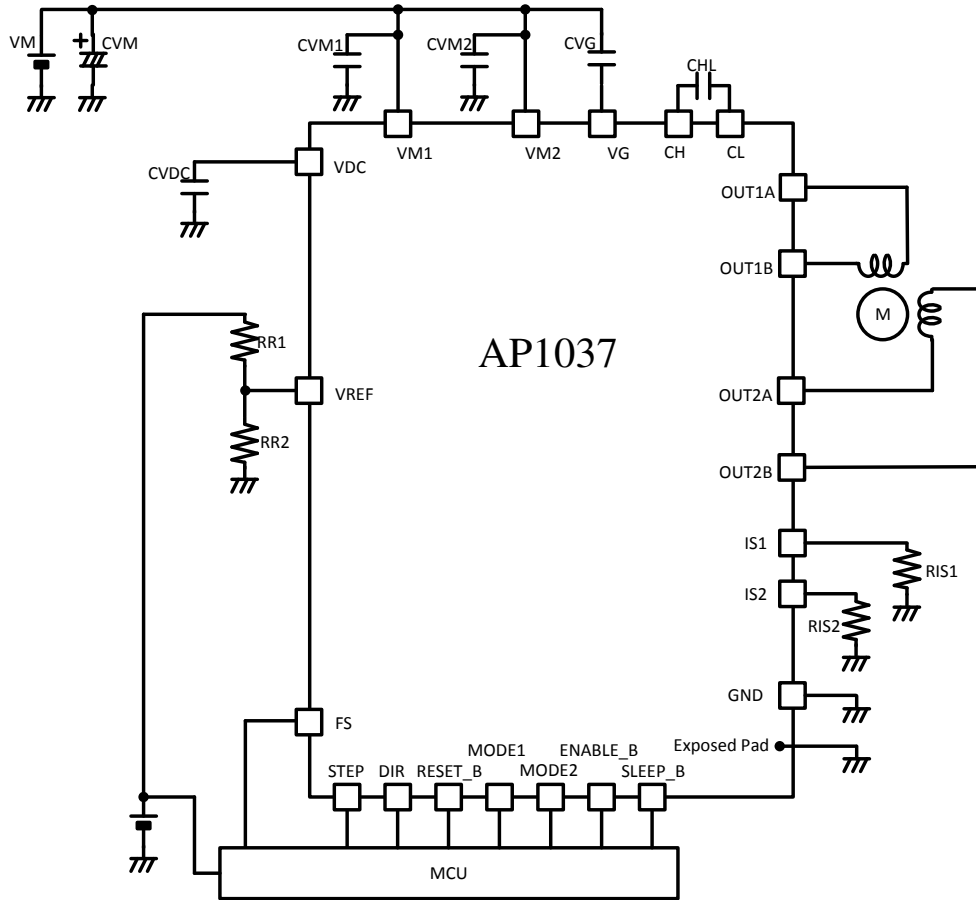 VM
+
CVM
CVM1
CVM2
CVG
CHL
VM1
VM2
VG
CH
CL
CVDC
VDC
OUT1A
OUT1B
M
RR1
AP1037
VREF
OUT2A
RR2
OUT2B
IS1
RIS1
IS2
RIS2
GND
FS
Exposed Pad
MODE1
ENABLE_B
STEP
DIR
RESET_B
MODE2
SLEEP_B
MCU